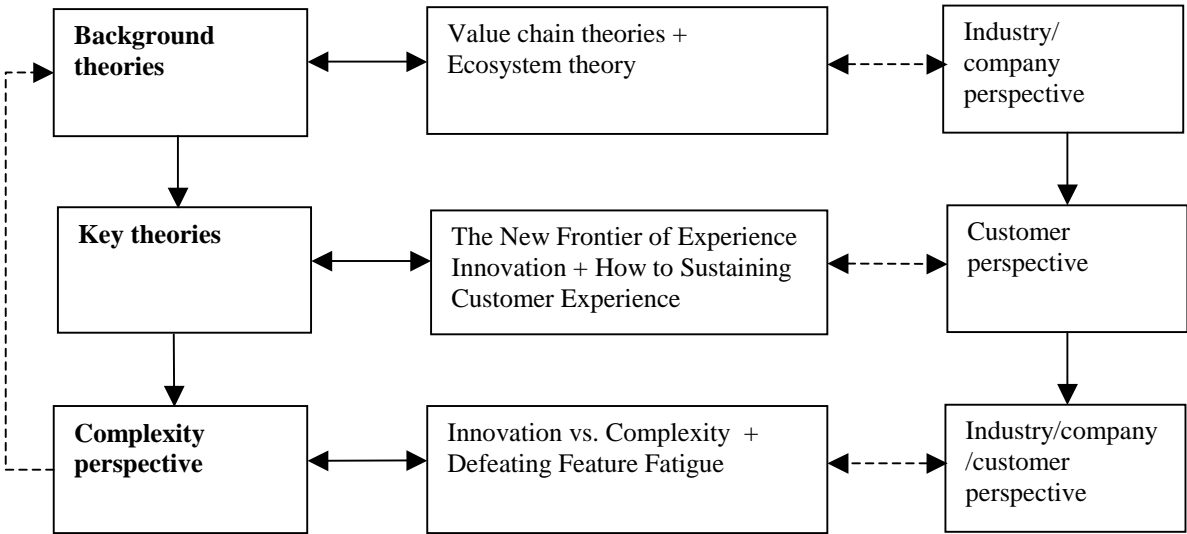 Background
theories
Value chain theories +
Ecosystem theory
Industry/
company
perspective
Key theories
The New Frontier of Experience
Innovation + How to Sustaining
Customer Experience
Customer
perspective
Complexity
perspective
Innovation vs. Complexity +
Defeating Feature Fatigue
Industry/company
/customer
perspective